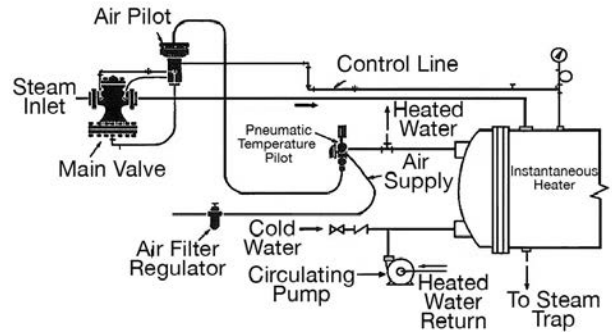 Air Pilot
Steam
Inlet
Control Line
Heated
Water
Main Valve
Pneumatic
Temperature
Pilot
Air
Supply
Instantaneous
Heater
Air Filter
Regulator
Cold
Water
Circulating
Pump
Heated
Water
Return
To Steam
Trap